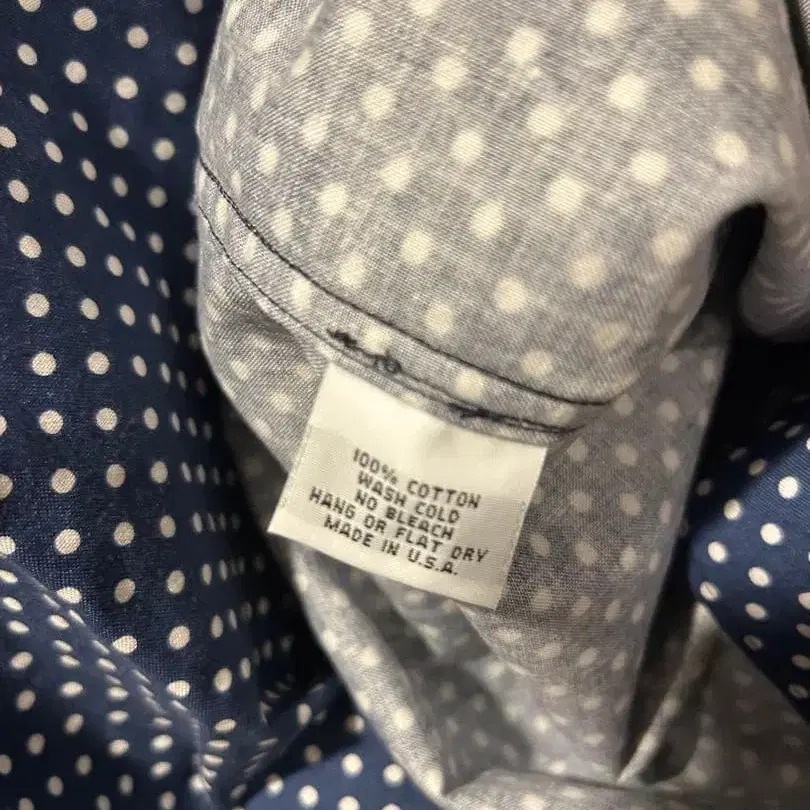 100% COTTON
WASH COLD
NO BLEACH
HANG OR FLAT DRY
MADE IN U.S.A.